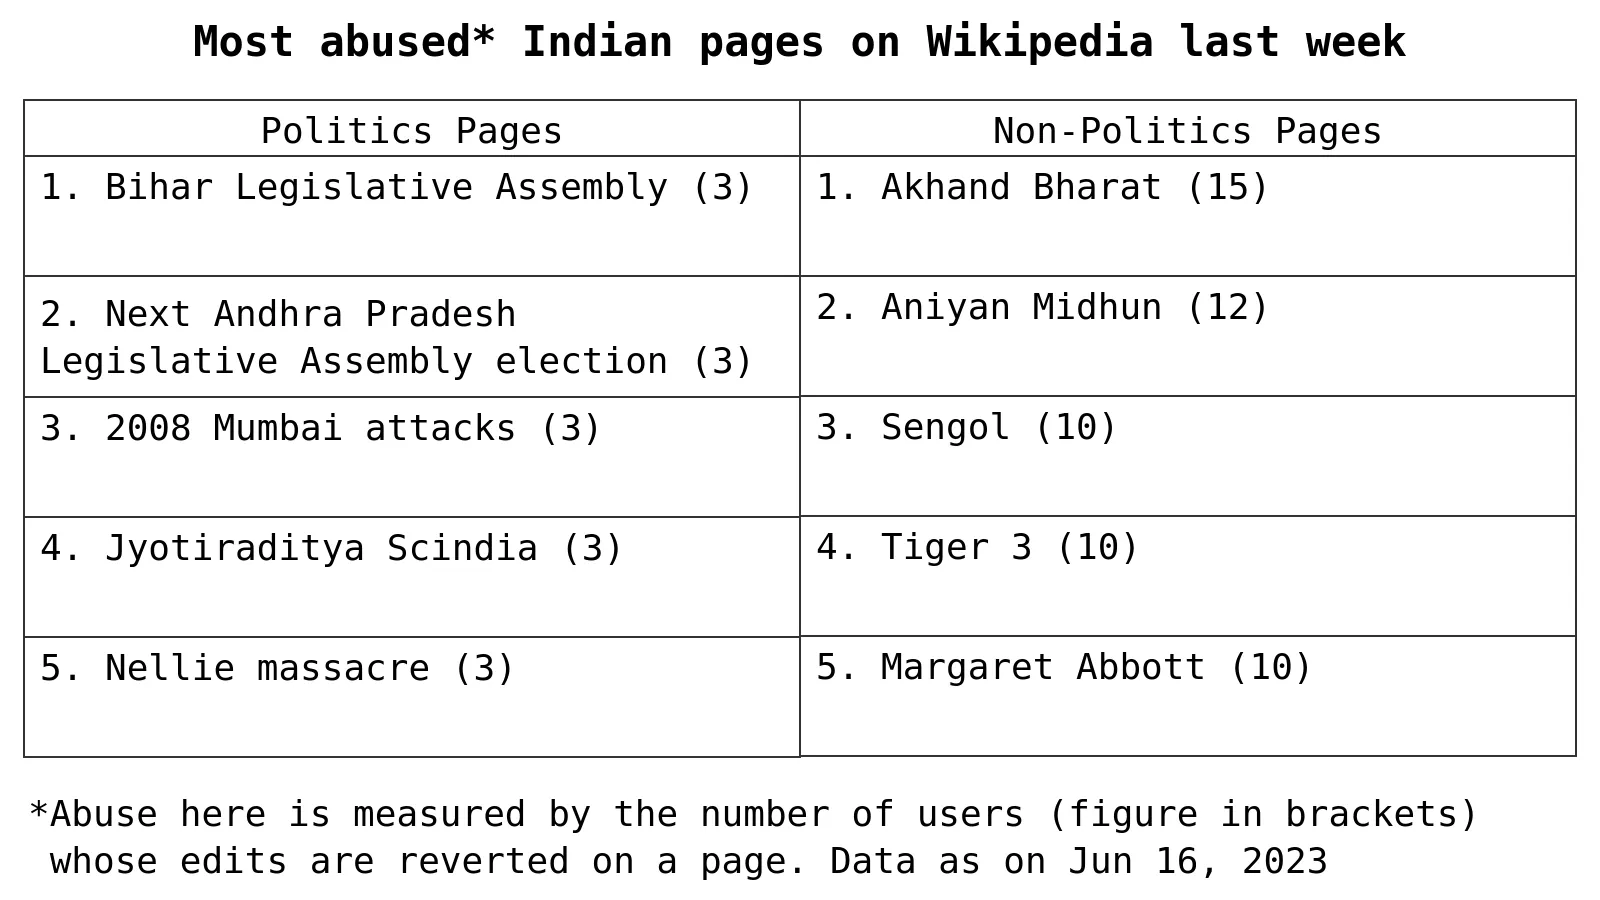 Most abused* Indian pages on Wikipedia last week
Politics Pages
Non-Politics Pages
1. Bihar Legislative Assembly (3)
1. Akhand Bharat (15)
2. Next Andhra Pradesh
Legislative Assembly election (3)
2. Aniyan Midhun (12)
3. 2008 Mumbai attacks (3)
3. Sengol (10)
4. Jyotiraditya Scindia (3)
4. Tiger 3 (10)
5. Nellie massacre (3)
5. Margaret Abbott (10)
*Abuse here is measured by the number of users (figure in brackets)
whose edits are reverted on a page. Data as on Jun 16, 2023